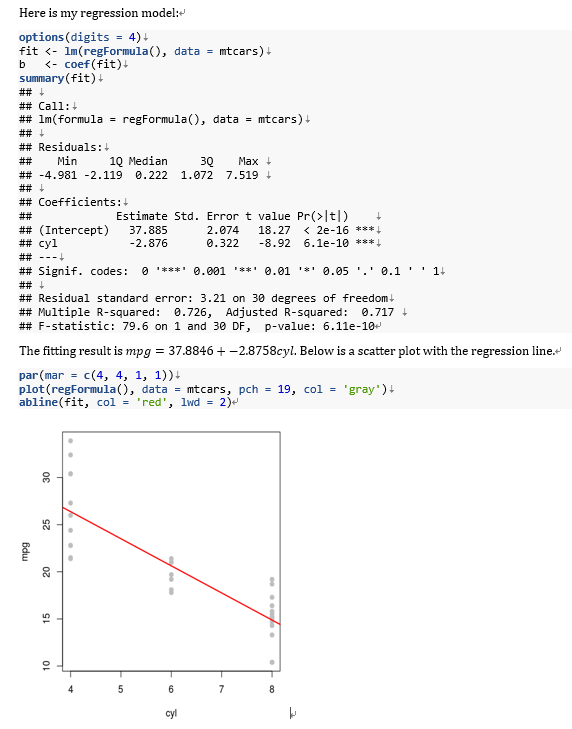 Here is my regression model:↵
options(digits = 4)↓
fit <- lm(regFormula(), data = mtcars)↓
b   <- coef(fit)↓
summary(fit)↓
## ↓
## Call:↓
## lm(formula = regFormula(), data = mtcars)↓
## ↓
## Residuals:↓
##    Min     1Q Median     3Q    Max ↓
## -4.981 -2.119  0.222  1.072  7.519 ↓
## ↓
## Coefficients:↓
##             Estimate Std. Error t value Pr(>|t|)    ↓
## (Intercept)   37.885      2.074   18.27  < 2e-16 ***↓
## cyl           -2.876      0.322   -8.92  6.1e-10 ***↓
## ---↓
## Signif. codes:  0 '***' 0.001 '**' 0.01 '*' 0.05 '.' 0.1 ' ' 1↓
## ↓
## Residual standard error: 3.21 on 30 degrees of freedom↓
## Multiple R-squared:  0.726, Adjusted R-squared:  0.717 ↓
## F-statistic: 79.6 on 1 and 30 DF,  p-value: 6.11e-10↵
The fitting result is mpg = 37.8846 + −2.8758cyl. Below is a scatter plot with the regression line.↵
par(mar = c(4, 4, 1, 1))↓
plot(regFormula(), data = mtcars, pch = 19, col = 'gray')↓
abline(fit, col = 'red', lwd = 2)↵
30
25
20
15
10
mpg
4 5 6 7 8
cyl ↵